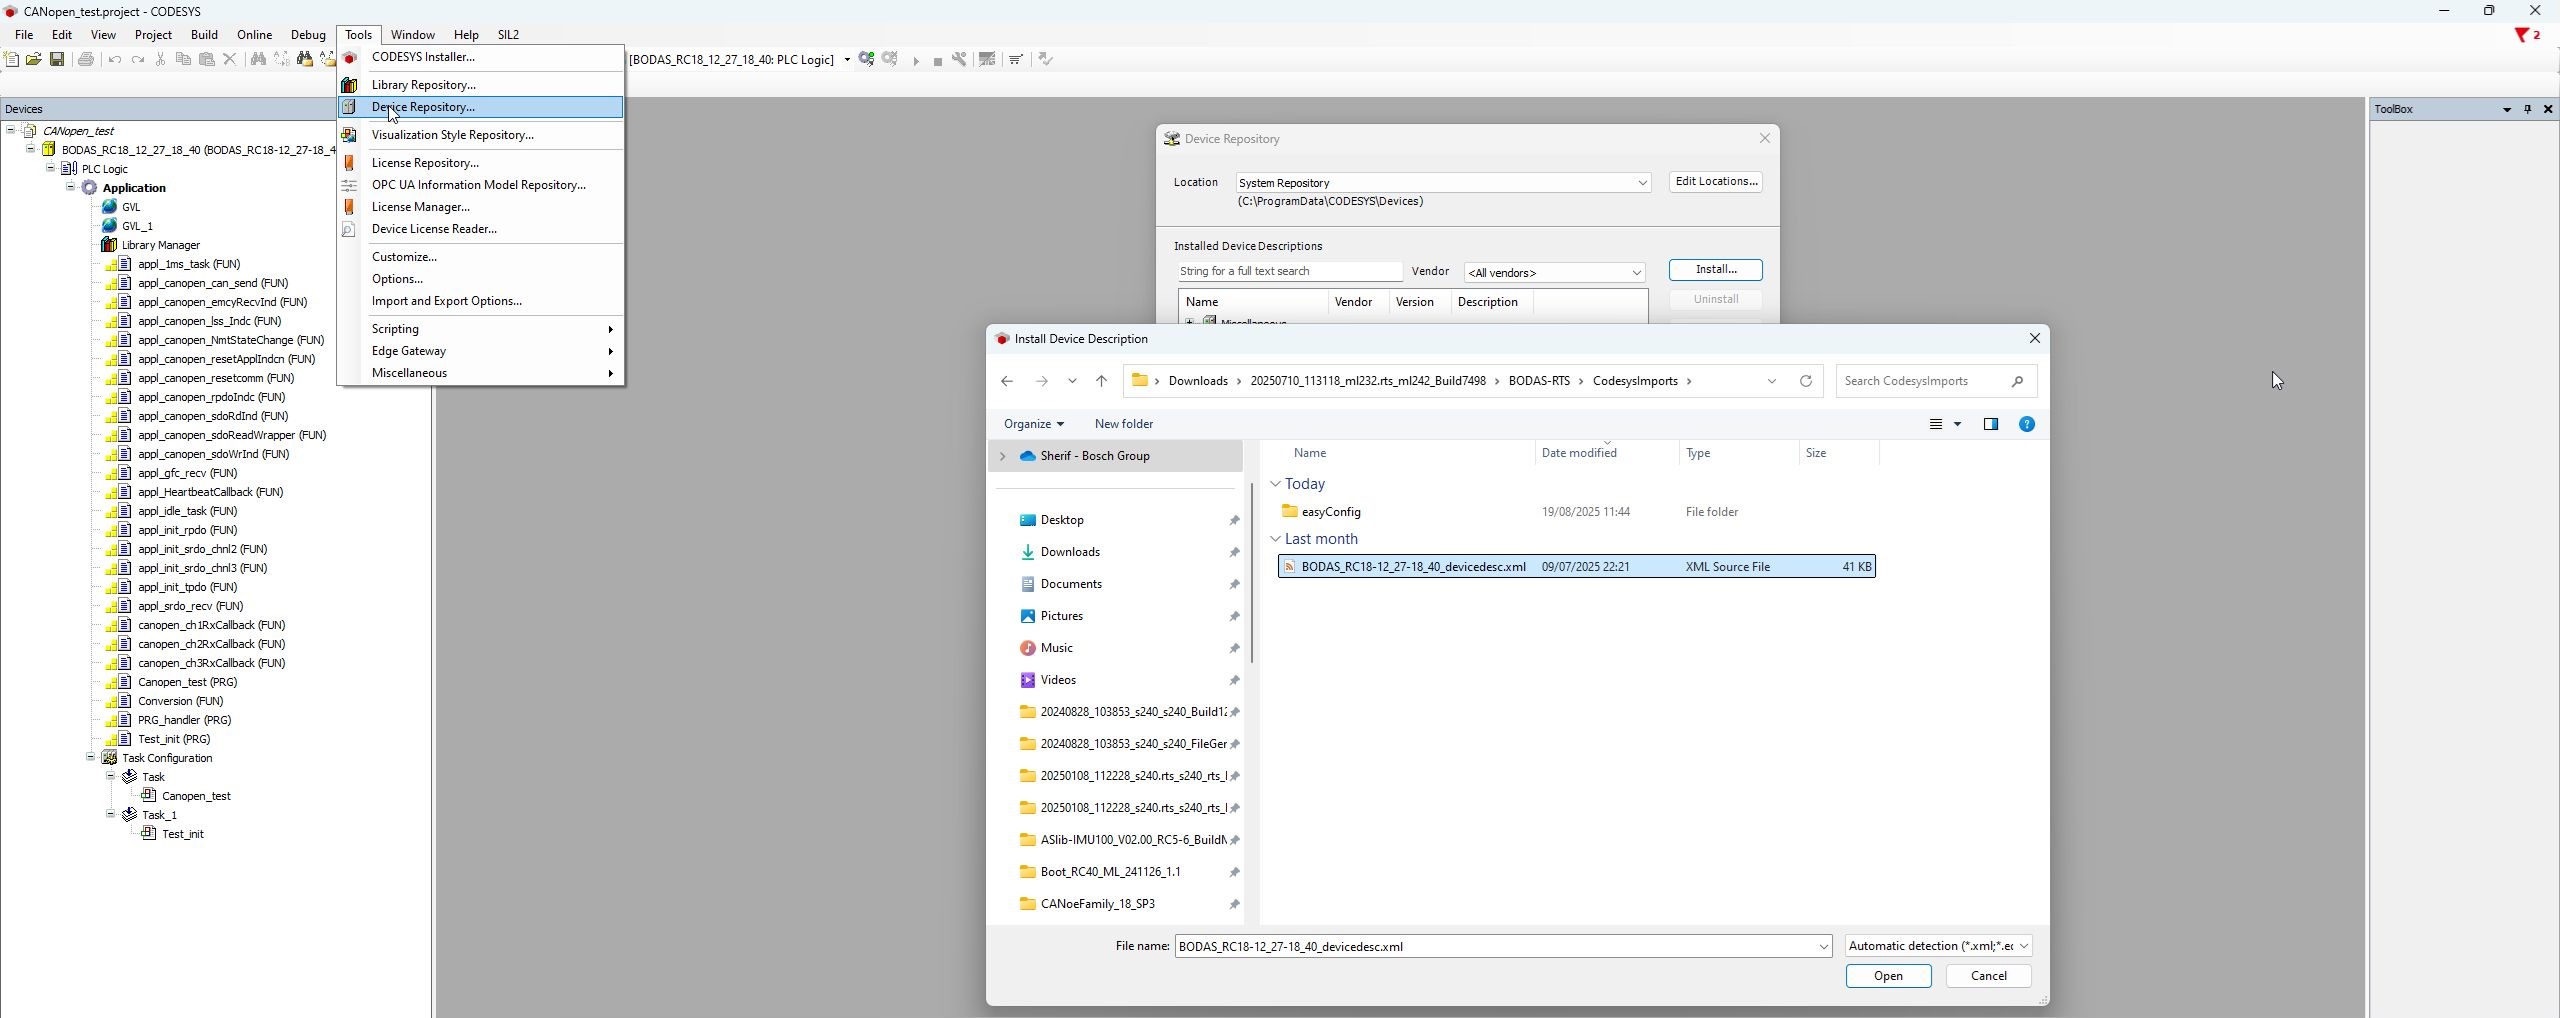 CANopen_test.project - CODESYS
File Edit View Project Build Online Debug Tools Window Help SIL2
2
[BODAS_RC18_12_27_18_40: PLC Logic]
CODESYS Installer...
Library Repository...
Device Repository...
Visualization Style Repository...
License Repository...
OPC UA Information Model Repository...
License Manager...
Device License Reader...
Customize...
Options...
Import and Export Options...
Scripting
Edge Gateway
Miscellaneous
Devices
CANopen_test
BODAS_RC18_12_27_18_40 (BODAS_RC18-12_27-18_4
PLC Logic
Application
GVL
GVL_1
Library Manager
appl_1ms_task (FUN)
appl_canopen_can_send (FUN)
appl_canopen_emcyRecvInd (FUN)
appl_canopen_lss_Indc (FUN)
appl_canopen_NmtStateChange (FUN)
appl_canopen_resetApplIndcn (FUN)
appl_canopen_resetcomm (FUN)
appl_canopen_rpdoIndc (FUN)
appl_canopen_sdoRdInd (FUN)
appl_canopen_sdoReadWrapper (FUN)
appl_canopen_sdoWrInd (FUN)
appl_gfc_recv (FUN)
appl_HeartbeatCallback (FUN)
appl_idle_task (FUN)
appl_init_rpdo (FUN)
appl_init_srdo_chnl2 (FUN)
appl_init_srdo_chnl3 (FUN)
appl_init_tpdo (FUN)
appl_srdo_recv (FUN)
canopen_ch1RxCallback (FUN)
canopen_ch2RxCallback (FUN)
canopen_ch3RxCallback (FUN)
Canopen_test (PRG)
Conversion (FUN)
PRG_handler (PRG)
Test_init (PRG)
Task Configuration
Task
Canopen_test
Task_1
Test_init
Device Repository
Location System Repository Edit Locations...
(C:\ProgramData\CODESYS\Devices)
Installed Device Descriptions
String for a full text search Vendor <All vendors> Install...
Name Vendor Version Description Uninstall
Miscellaneous
Install Device Description
Downloads 20250710_113118_ml232.rts_ml242_Build7498 BODAS-RTS CodesysImports Search CodesysImports
Organize New folder ?
Sherif - Bosch Group
Desktop
Downloads
Documents
Pictures
Music
Videos
20240828_103853_s240_s240_Build12
20240828_103853_s240_s240_FileGer
20250108_112228_s240.rts_s240_rts_l
20250108_112228_s240.rts_s240_rts_l
ASlib-IMU100_V02.00_RC5-6_BuildN
Boot_RC40_ML_241126_1.1
CANoeFamily_18_SP3
Name Date modified Type Size
Today
easyConfig 19/08/2025 11:44 File folder
Last month
BODAS_RC18-12_27-18_40_devicedesc.xml 09/07/2025 22:21 XML Source File 41 KB
File name: BODAS_RC18-12_27-18_40_devicedesc.xml Automatic detection (*.xml;*.ec
Open Cancel
ToolBox